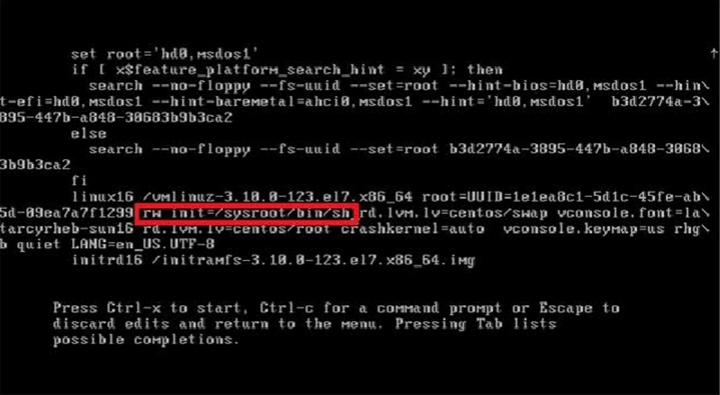 set root='hd0,msdos1'
if [ x$feature_platform_search_hint = xy ]; then
search --no-floppy --fs-uuid --set=root --hint-bios=hd0,msdos1 --hin\
t-efi=hd0,msdos1 --hint-baremetal=ahci0,msdos1 --hint='hd0,msdos1' b3d2774a-3\
895-447b-a848-30683b9b3ca2
else
search --no-floppy --fs-uuid --set=root b3d2774a-3895-447b-a848-3068\
3b9b3ca2
fi
linux16 /vmlinuz-3.10.0-123.el7.x86_64 root=UUID=1e1ea8c1-5d1c-45fe-ab\
5d-09ea7a7f1299 rw init=/sysroot/bin/sh rd.lvm.lv=centos/swap vconsole.font=la\
tarcyrheb-sun16 rd.lvm.lv=centos/root crashkernel=auto vconsole.keymap=us rhg\
b quiet LANG=en_US.UTF-8
initrd16 /initramfs-3.10.0-123.el7.x86_64.img
Press Ctrl-x to start, Ctrl-c for a command prompt or Escape to
discard edits and return to the menu. Pressing Tab lists
possible completions.